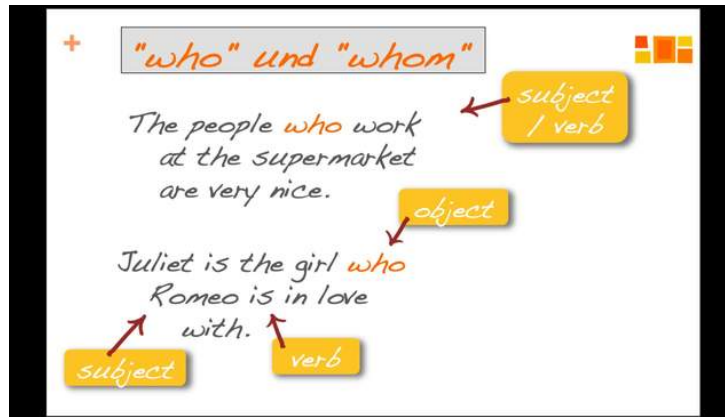 +
"who" und "whom"
subject
/ verb
The people who work
at the supermarket
are very nice.
object
Juliet is the girl who
Romeo is in love
with.
subject
verb